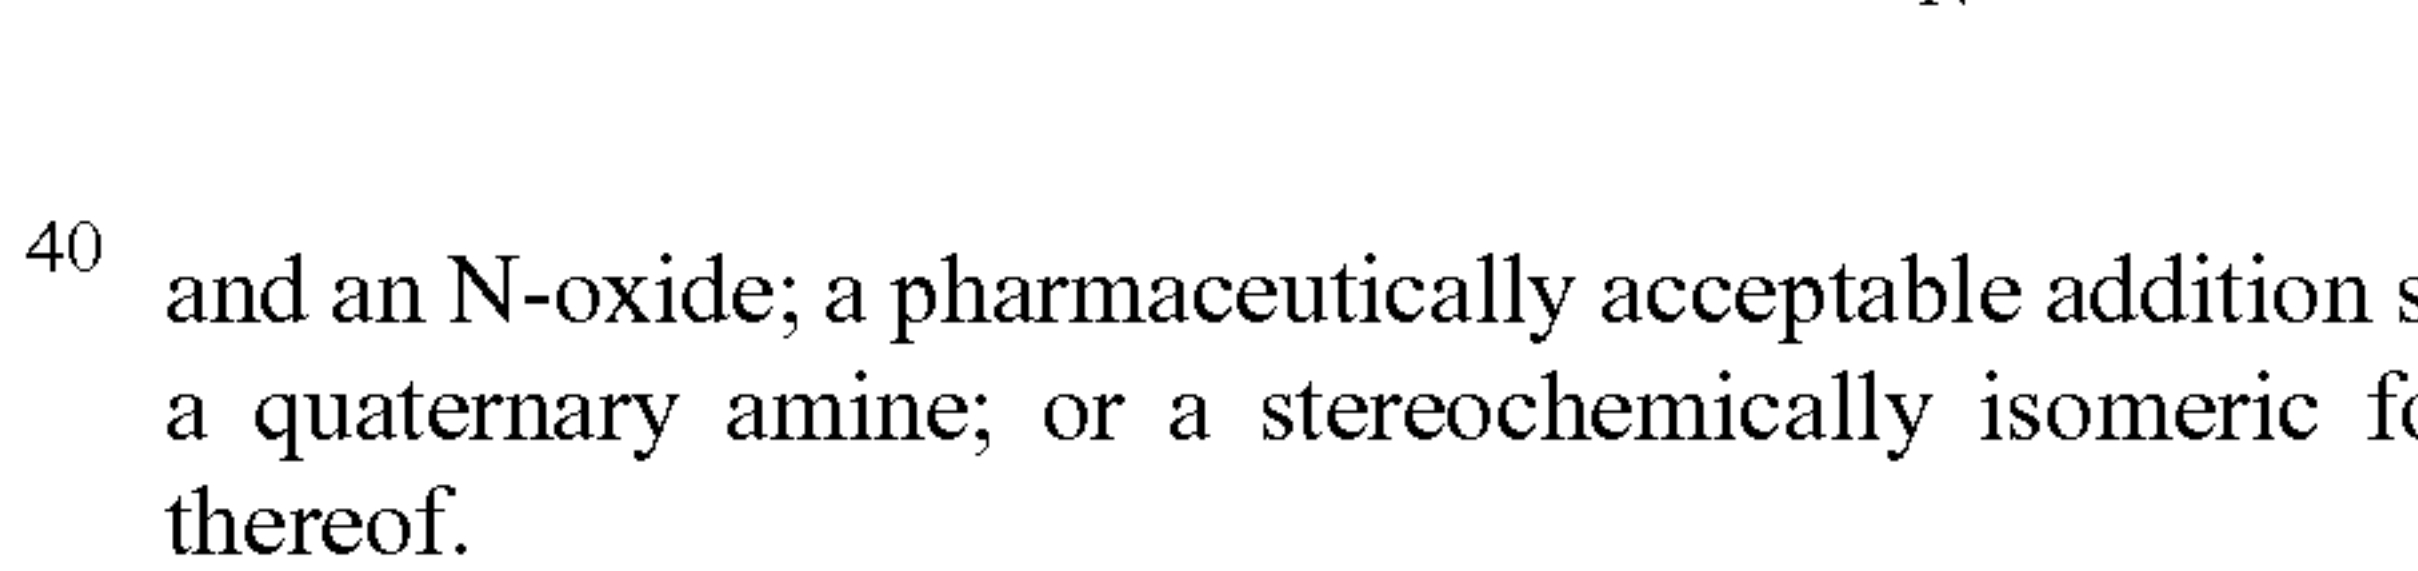 40
and an N-oxide; a pharmaceutically acceptable addition
a quaternary amine; or a stereochemically isomeric
thereof.